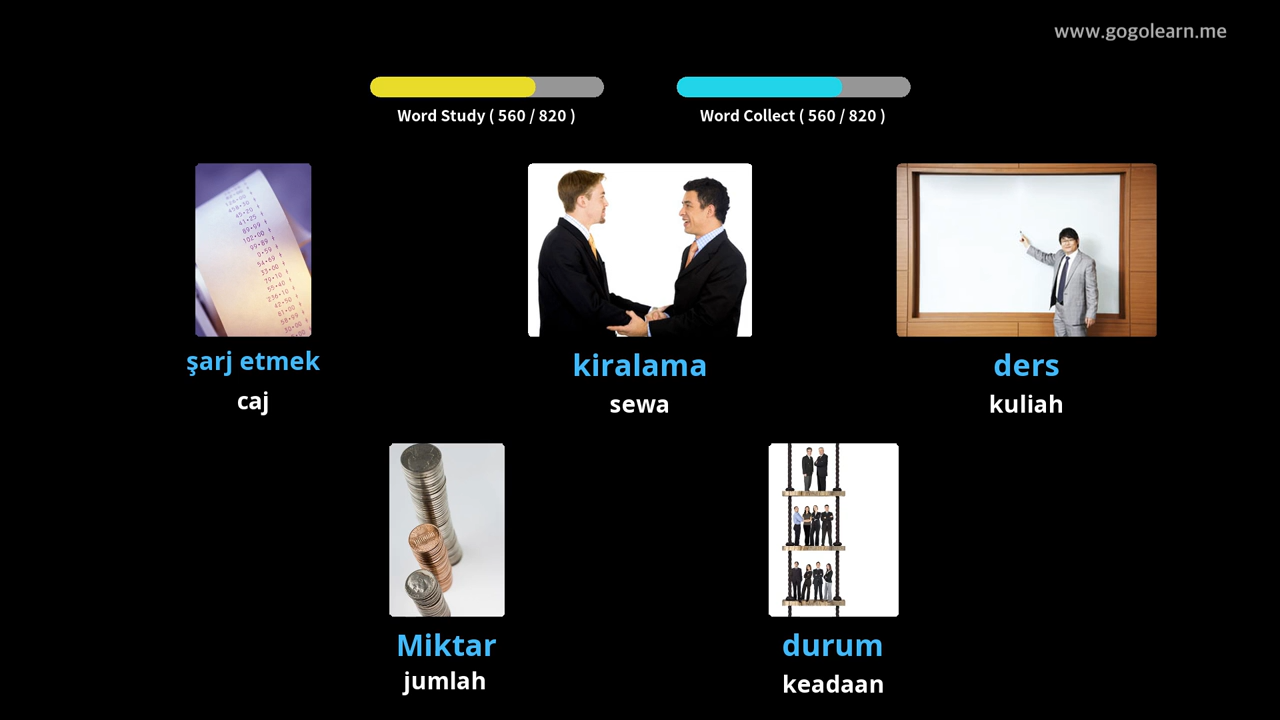 www.gogolearn.me
Word Study ( 560 / 820 )
Word Collect ( 560 / 820 )
şarj etmek
caj
kiralama
sewa
ders
kuliah
Miktar
jumlah
durum
keadaan